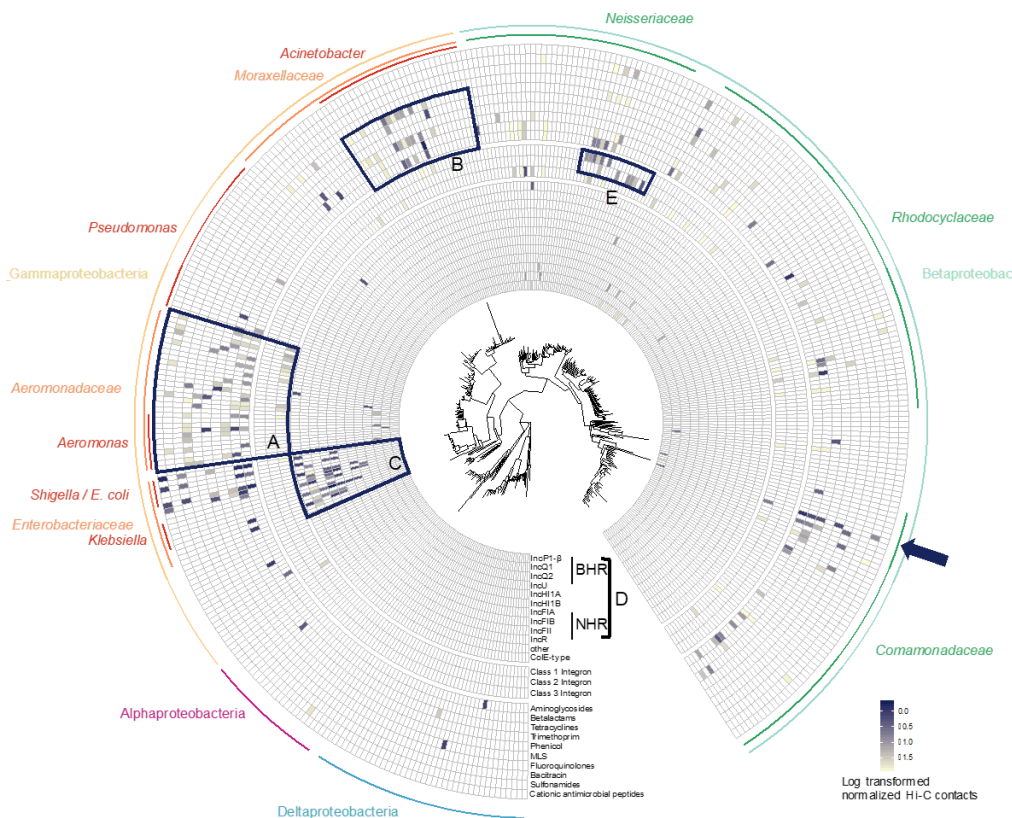 Neisseriaceae
Acinetobacter
Moraxellaceae
B
E
Pseudomonas
Rhodocyclaceae
_Gammaproteobacteria
Betaproteobac
Aeromonadaceae
Aeromonas
A
C
Shigella / E. coli
Enterobacteriaceae
Klebsiella
IncP1-β
IncQ1
IncQ2
IncU
IncHI1A
IncHI1B
IncFIA
IncFIB
IncFII
IncR
other
ColE-type
BHR
NHR
D
Class 1 Integron
Class 2 Integron
Class 3 Integron
Aminoglycosides
Betalactams
Tetracyclines
Trimethoprim
Phenicol
MLS
Fluoroquinolones
Bacitracin
Sulfonamides
Cationic antimicrobial peptides
Comamonadaceae
Alphaproteobacteria
Deltaproteobacteria
0.0
0.5
1.5
Log transformed
normalized Hi-C contacts